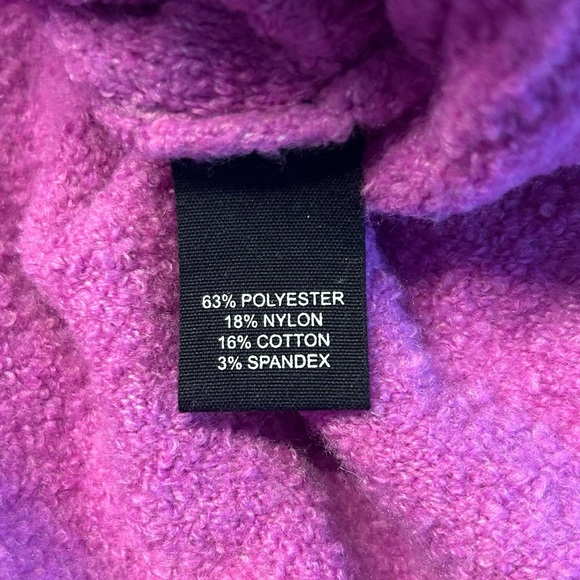 63% POLYESTER
18% NYLON
16% COTTON
3% SPANDEX